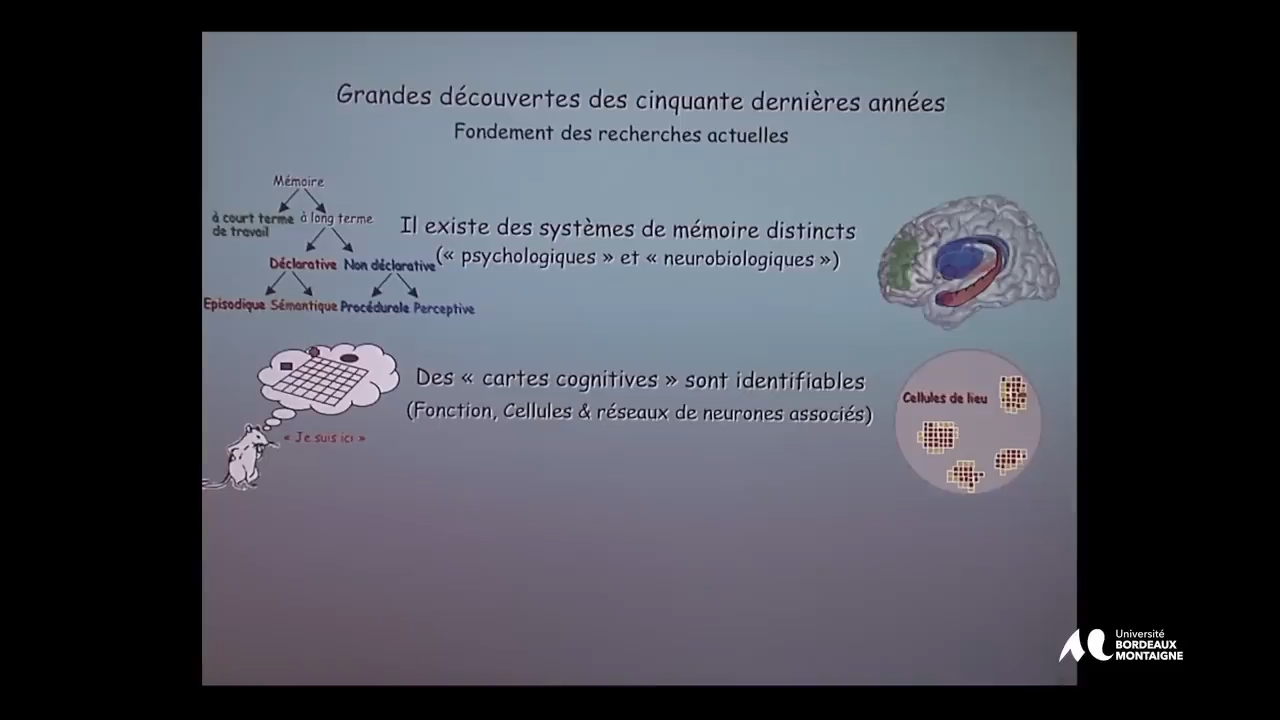 Grandes découvertes des cinquante dernières années
Fondement des recherches actuelles
Mémoire
à court terme
de travail
à long terme
Déclarative
Non déclarative
Episodique
Sémantique
Procédurale
Perceptive
Il existe des systèmes de mémoire distincts
(« psychologiques » et « neurobiologiques »)
« Je suis ici »
Des « cartes cognitives » sont identifiables
(Fonction, Cellules & réseaux de neurones associés)
Cellules de lieu
Université
BORDEAUX
MONTAIGNE